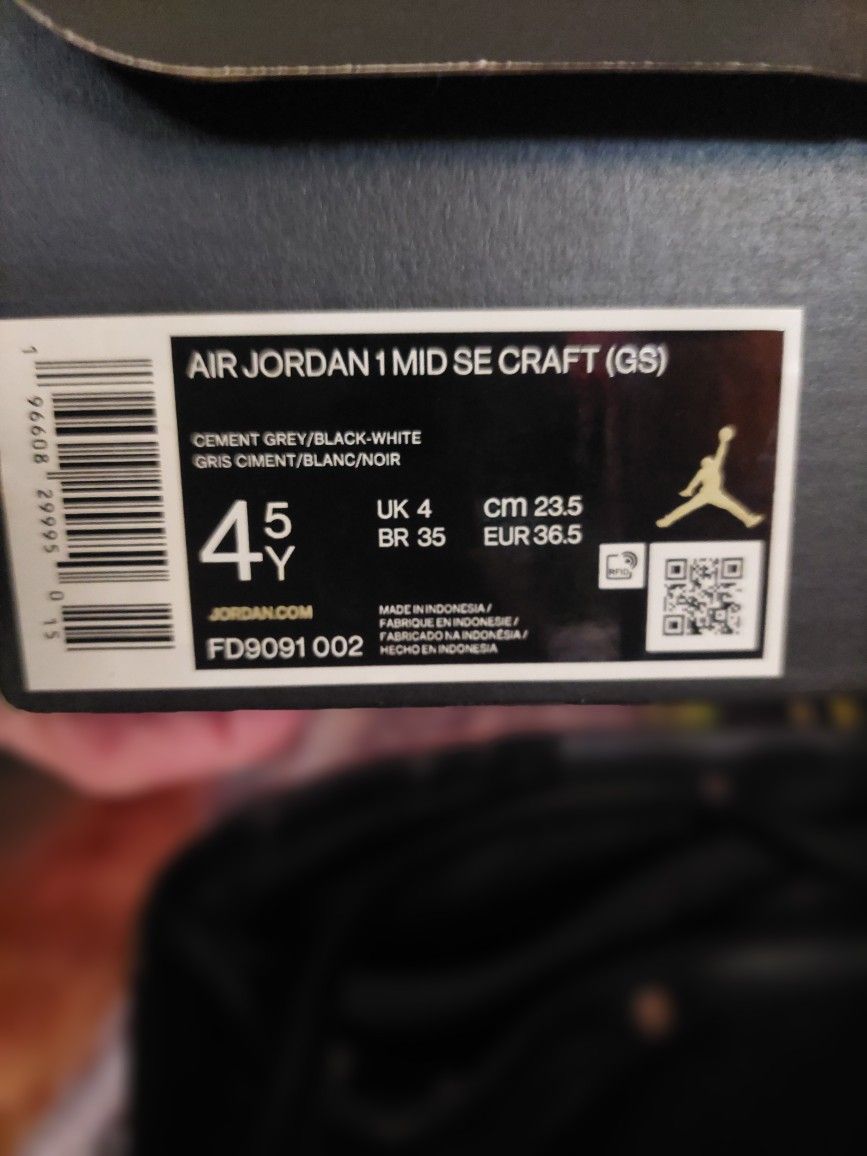 AIR JORDAN 1 MID SE CRAFT (GS)
CEMENT GREY/BLACK-WHITE
GRIS CIMENT/BLANC/NOIR
4 5 Y
UK 4 cm 23.5
BR 35 EUR 36.5
RFID
JORDAN.COM
FD9091 002
MADE IN INDONESIA /
FABRIQUE EN INDONESIE /
FABRICADO NA INDONÉSIA /
HECHO EN INDONESIA
1 96608 29995 0 15